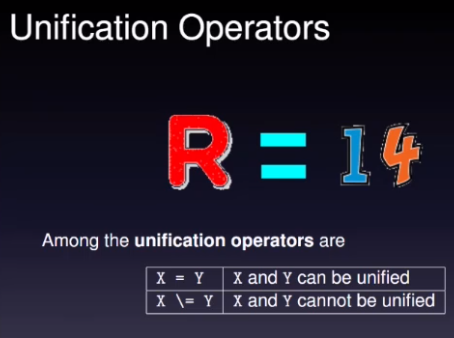 Unification Operators
R = 14
Among the unification operators are
X = Y X and Y can be unified
X \= Y X and Y cannot be unified